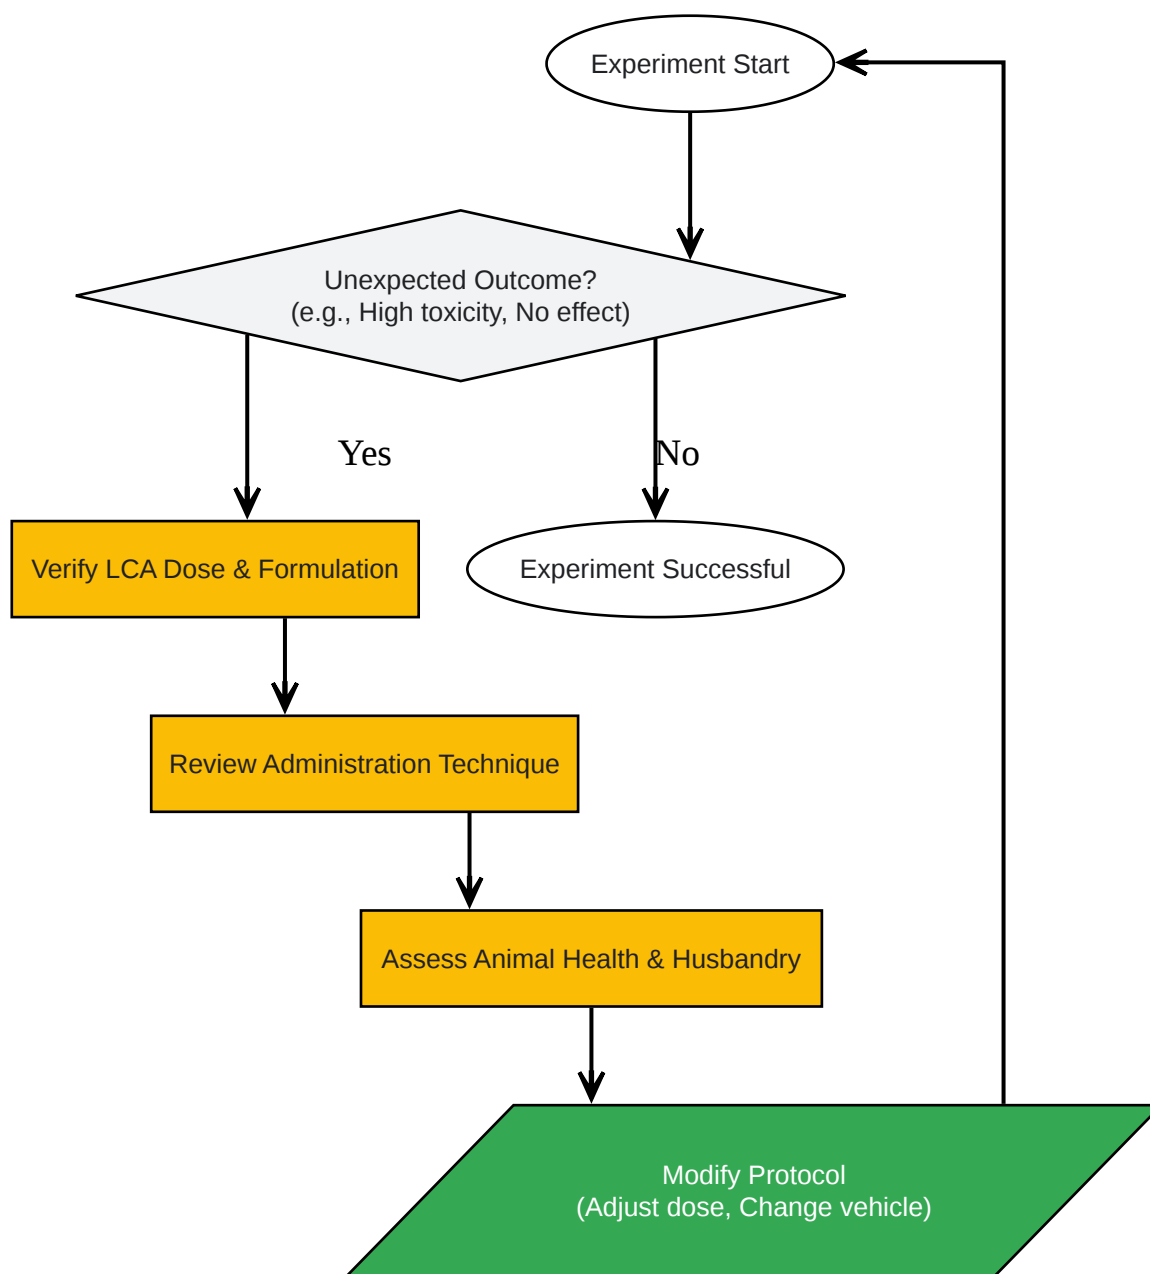 Experiment Start
Unexpected Outcome?
(e.g., High toxicity, No effect)
Yes
No
Verify LCA Dose & Formulation
Experiment Successful
Review Administration Technique
Assess Animal Health & Husbandry
Modify Protocol
(Adjust dose, Change vehicle)